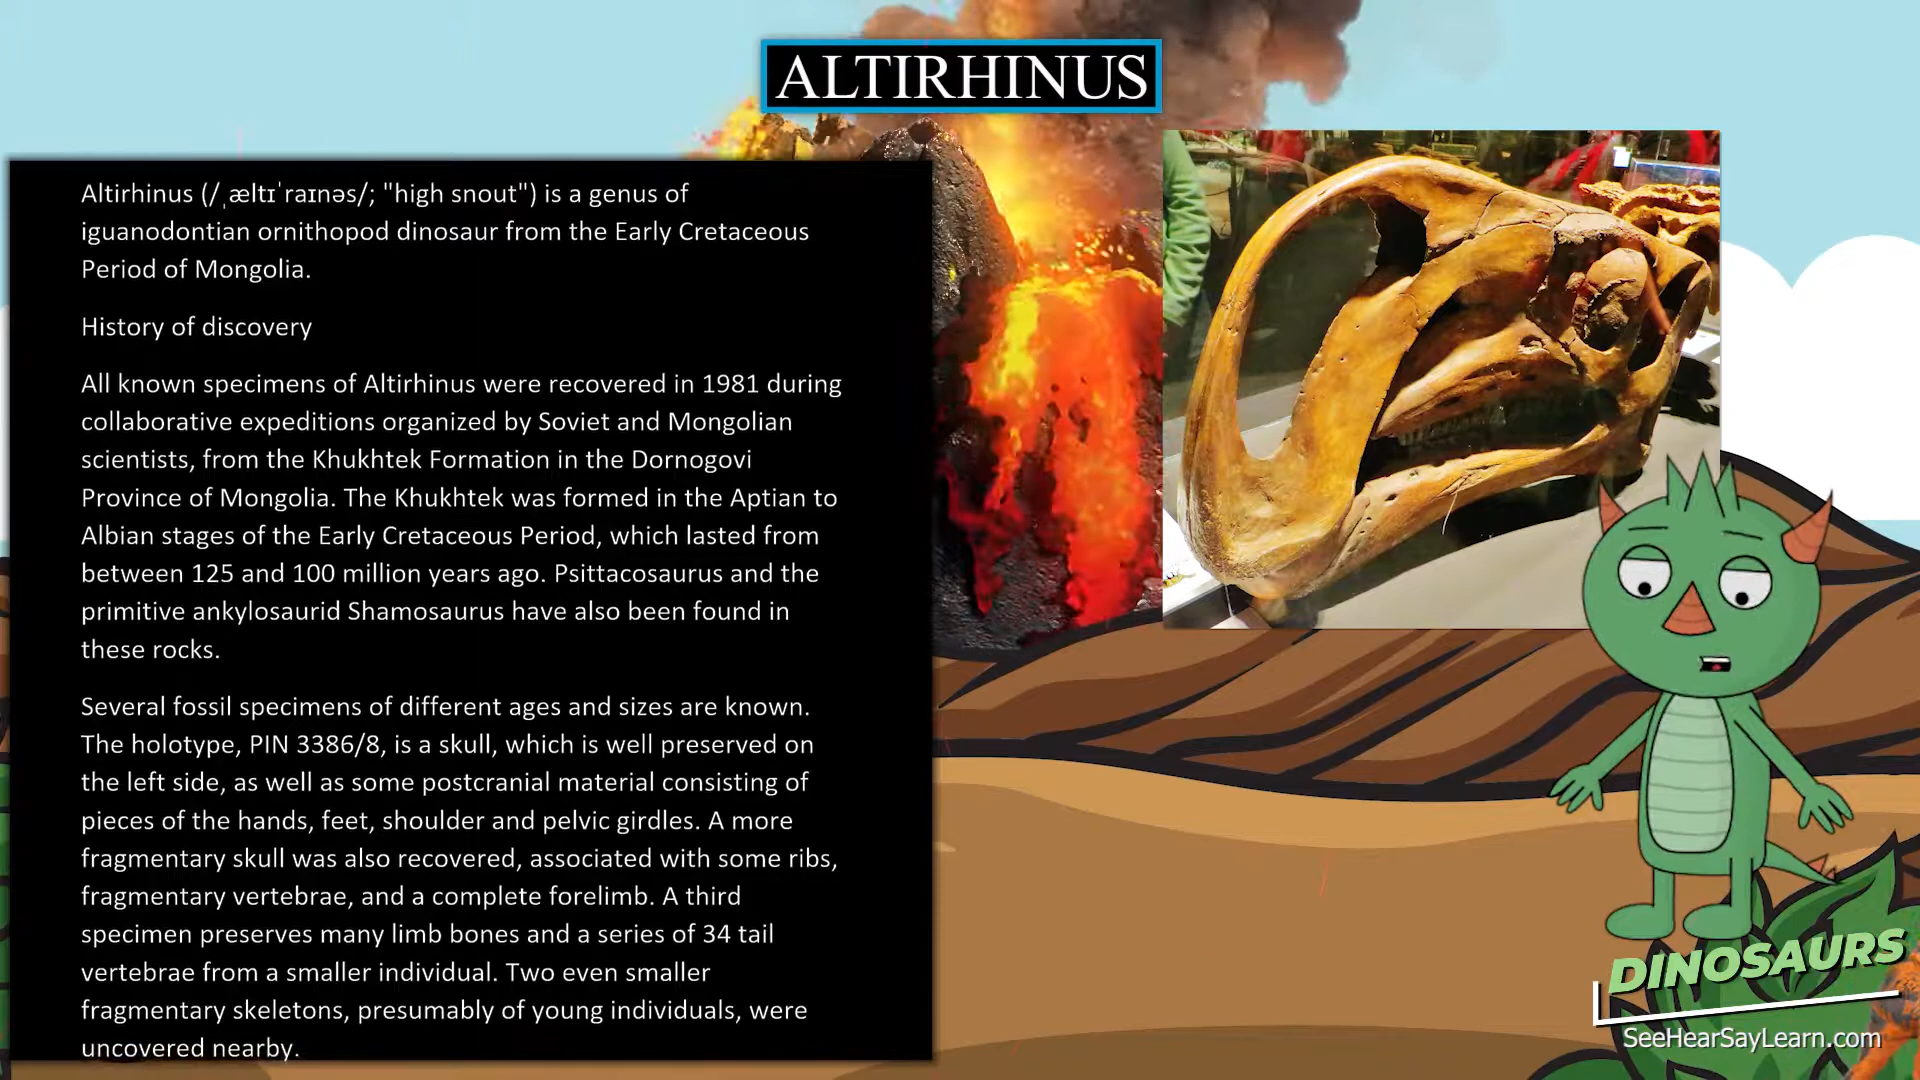 ALTIRHINUS
Altirhinus (/ˌæltɪˈraɪnəs/; "high snout") is a genus of
iguanodontian ornithopod dinosaur from the Early Cretaceous
Period of Mongolia.
History of discovery
All known specimens of Altirhinus were recovered in 1981 during
collaborative expeditions organized by Soviet and Mongolian
scientists, from the Khukhtek Formation in the Dornogovi
Province of Mongolia. The Khukhtek was formed in the Aptian to
Albian stages of the Early Cretaceous Period, which lasted from
between 125 and 100 million years ago. Psittacosaurus and the
primitive ankylosaurid Shamosaurus have also been found in
these rocks.
Several fossil specimens of different ages and sizes are known.
The holotype, PIN 3386/8, is a skull, which is well preserved on
the left side, as well as some postcranial material consisting of
pieces of the hands, feet, shoulder and pelvic girdles. A more
fragmentary skull was also recovered, associated with some ribs,
fragmentary vertebrae, and a complete forelimb. A third
specimen preserves many limb bones and a series of 34 tail
vertebrae from a smaller individual. Two even smaller
fragmentary skeletons, presumably of young individuals, were
uncovered nearby.
DINOSAURS
SeeHearSayLearn.com